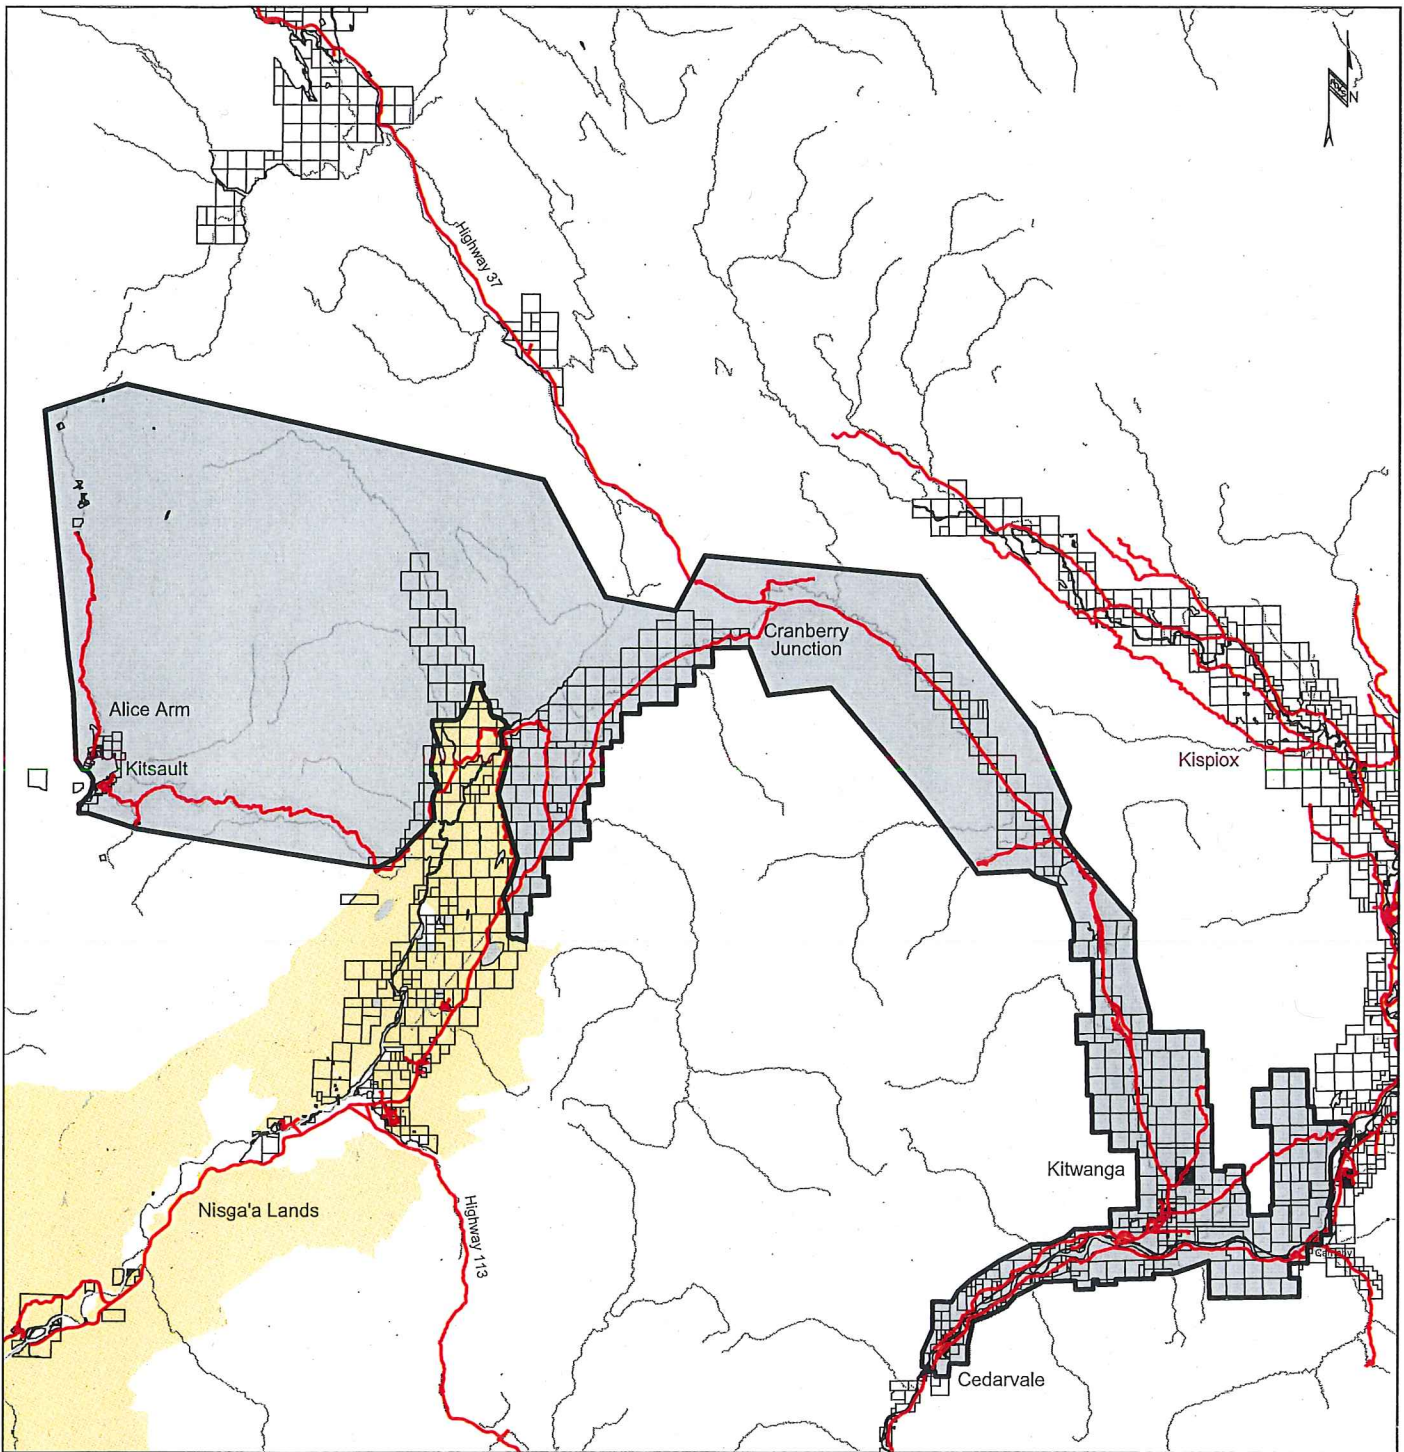 N
Highway 37
Cranberry
Junction
Alice Arm
Kitsault
Kispiox
Kitwanga
Nisga'a Lands
Highway 113
Cedarvale